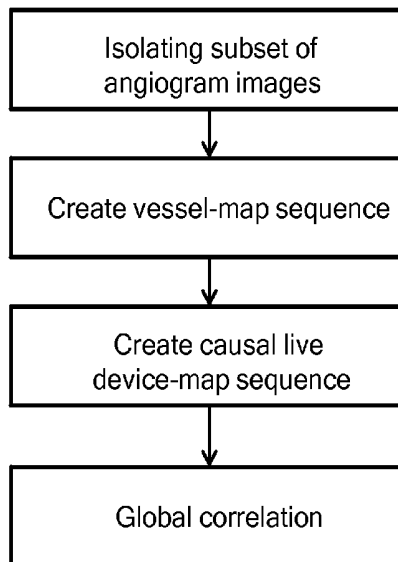 Isolating subset of
angiogram images
Create vessel-map sequence
Create causal live
device-map sequence
Global correlation